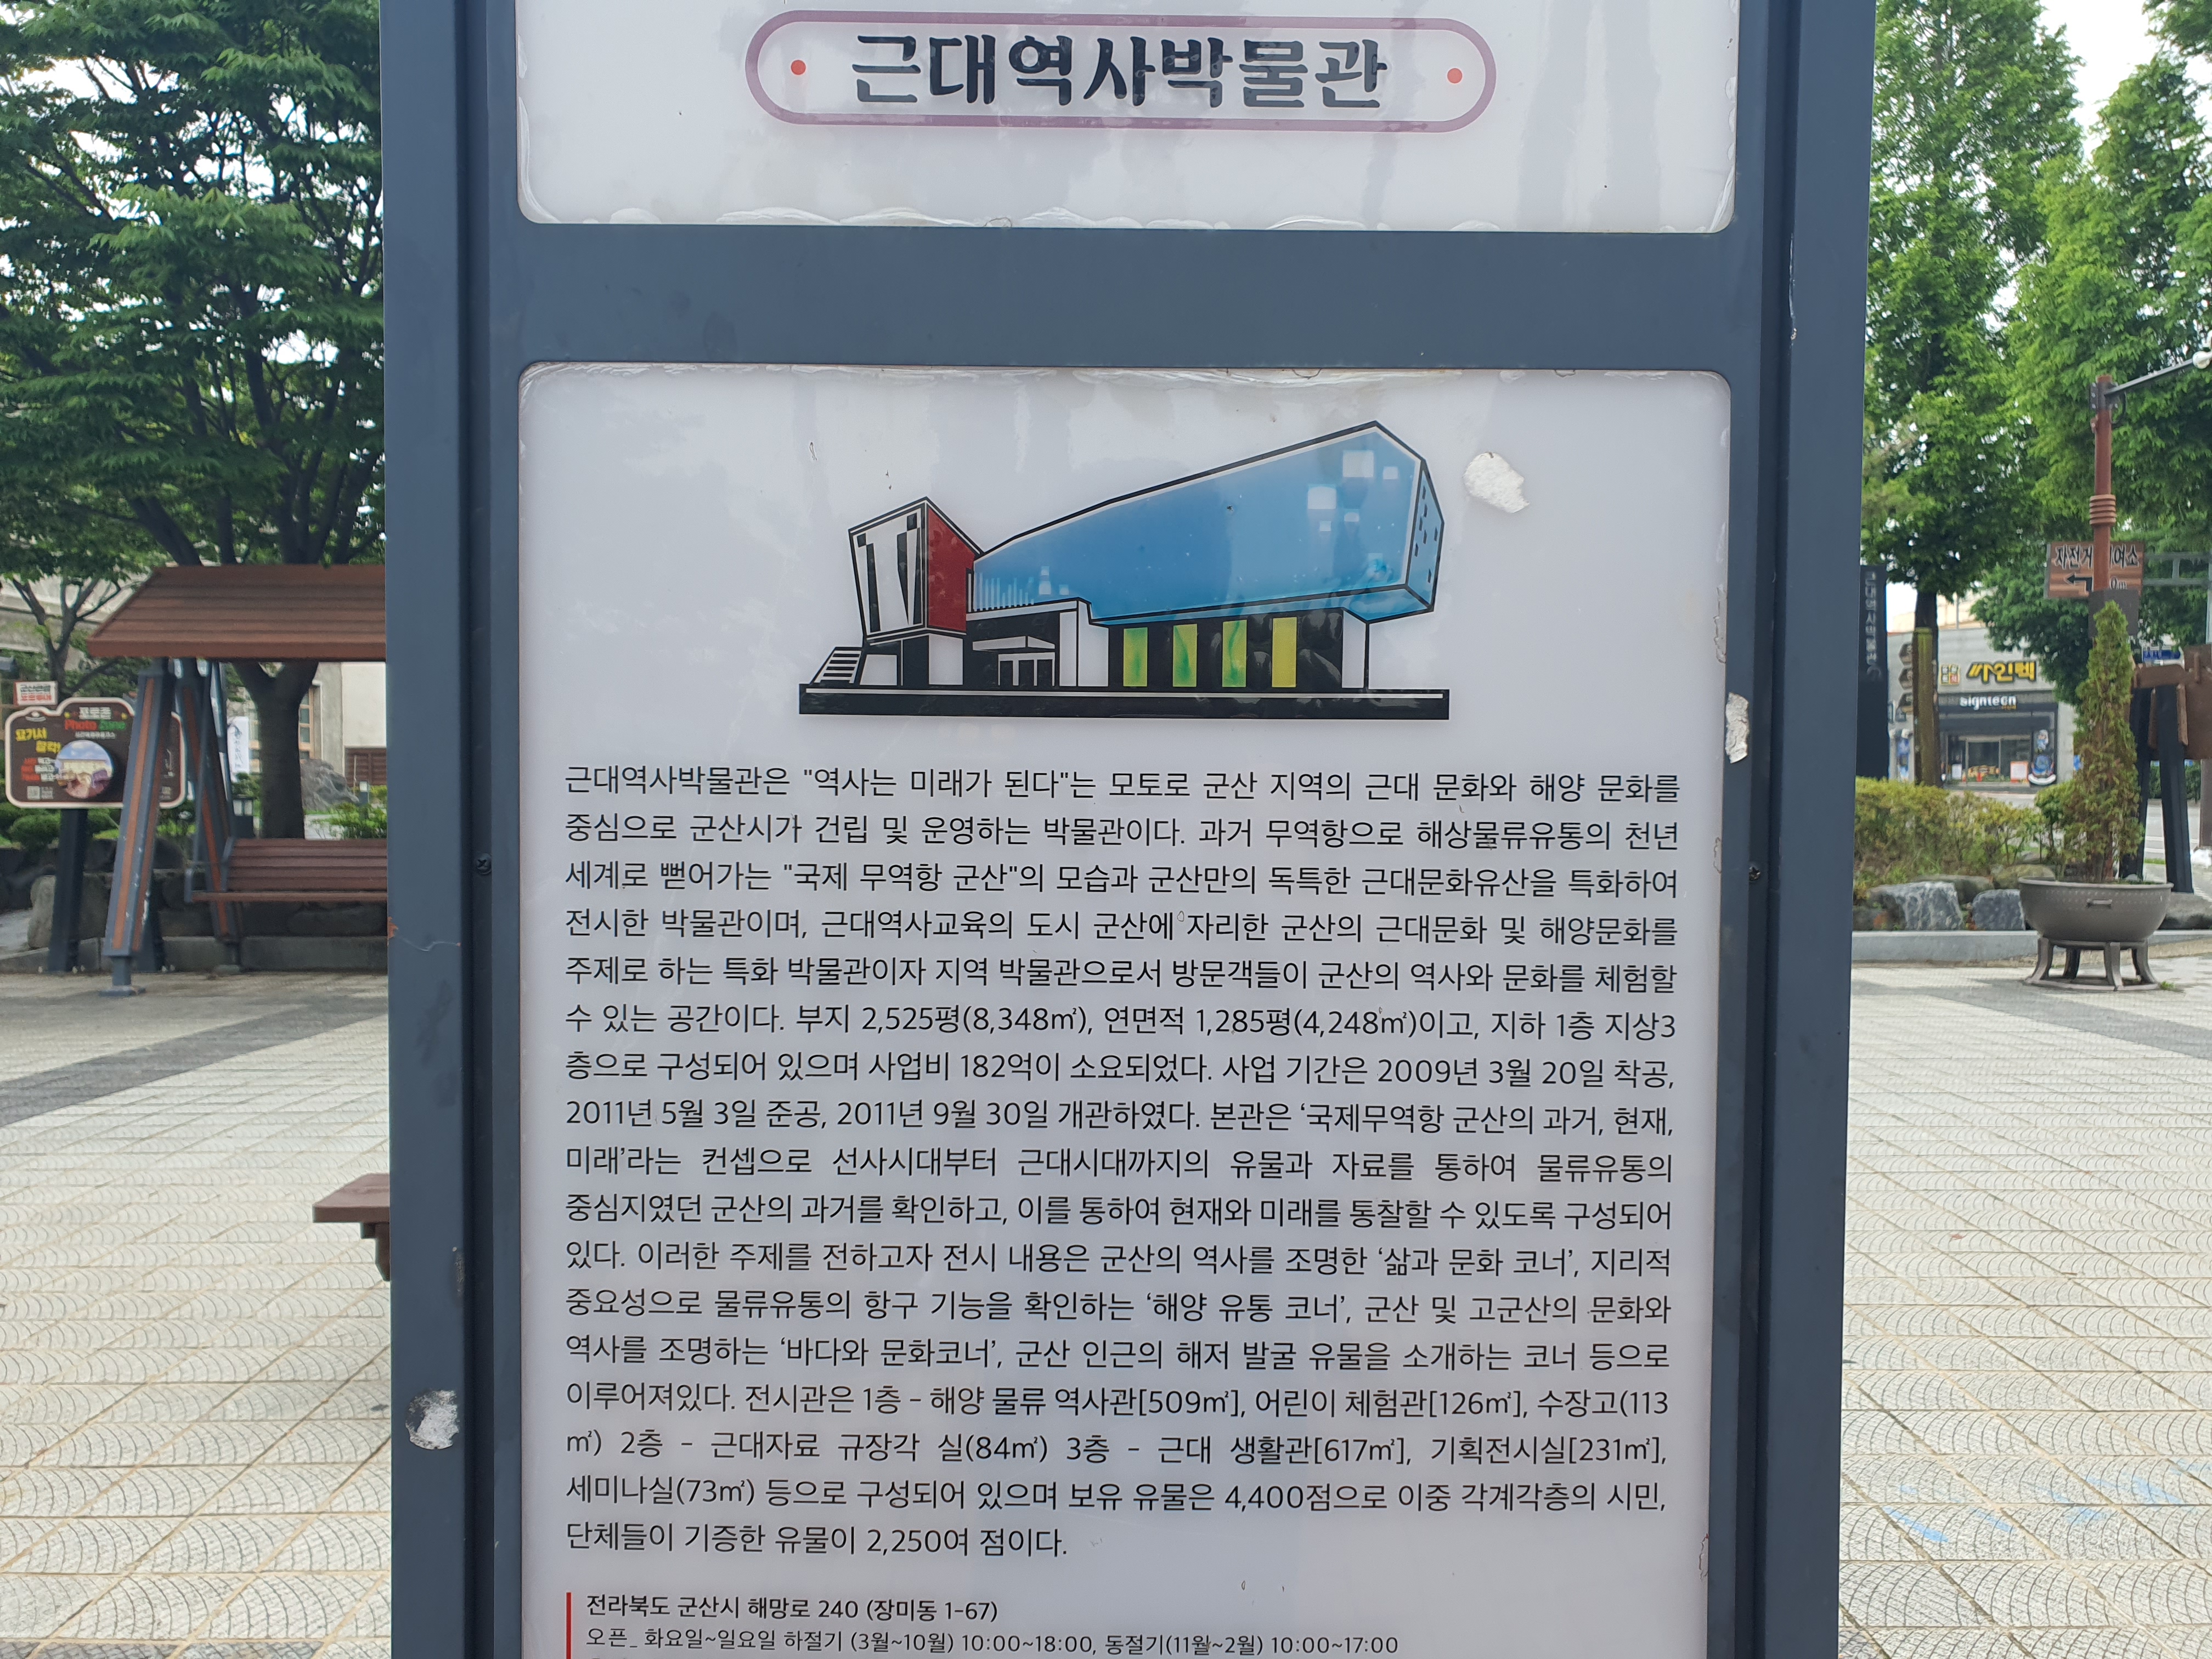 근대역사박물관
근대역사박물관은 "역사는 미래가 된다"는 모토로 군산 지역의 근대 문화와 해양 문화를
중심으로 군산시가 건립 및 운영하는 박물관이다. 과거 무역항으로 해상물류유통의 천년
세계로 뻗어가는 "국제 무역항 군산"의 모습과 군산만의 독특한 근대문화유산을 특화하여
전시한 박물관이며, 근대역사교육의 도시 군산에 자리한 군산의 근대문화 및 해양문화를
주제로 하는 특화 박물관이자 지역 박물관으로서 방문객들이 군산의 역사와 문화를 체험할
수 있는 공간이다. 부지 2,525평(8,348㎡), 연면적 1,285평(4,248㎡)이고, 지하 1층 지상3
층으로 구성되어 있으며 사업비 182억이 소요되었다. 사업 기간은 2009년 3월 20일 착공,
2011년 5월 3일 준공, 2011년 9월 30일 개관하였다. 본관은 ‘국제무역항 군산의 과거, 현재,
미래’라는 컨셉으로 선사시대부터 근대시대까지의 유물과 자료를 통하여 물류유통의
중심지였던 군산의 과거를 확인하고, 이를 통하여 현재와 미래를 통찰할 수 있도록 구성되어
있다. 이러한 주제를 전하고자 전시 내용은 군산의 역사를 조명한 ‘삶과 문화 코너’, 지리적
중요성으로 물류유통의 항구 기능을 확인하는 ‘해양 유통 코너’, 군산 및 고군산의 문화와
역사를 조명하는 ‘바다와 문화코너’, 군산 인근의 해저 발굴 유물을 소개하는 코너 등으로
이루어져있다. 전시관은 1층 - 해양 물류 역사관[509㎡], 어린이 체험관[126㎡], 수장고(113
㎡) 2층 - 근대자료 규장각 실(84㎡) 3층 - 근대 생활관[617㎡], 기획전시실[231㎡],
세미나실(73㎡) 등으로 구성되어 있으며 보유 유물은 4,400점으로 이중 각계각층의 시민,
단체들이 기증한 유물이 2,250여 점이다.
전라북도 군산시 해망로 240 (장미동 1-67)
오픈_ 화요일~일요일 하절기 (3월~10월) 10:00~18:00, 동절기(11월~2월) 10:00~17:00
포토존
Photo Zone
여기서
찰칵!
근대역사박물관
싸인텍
signtech